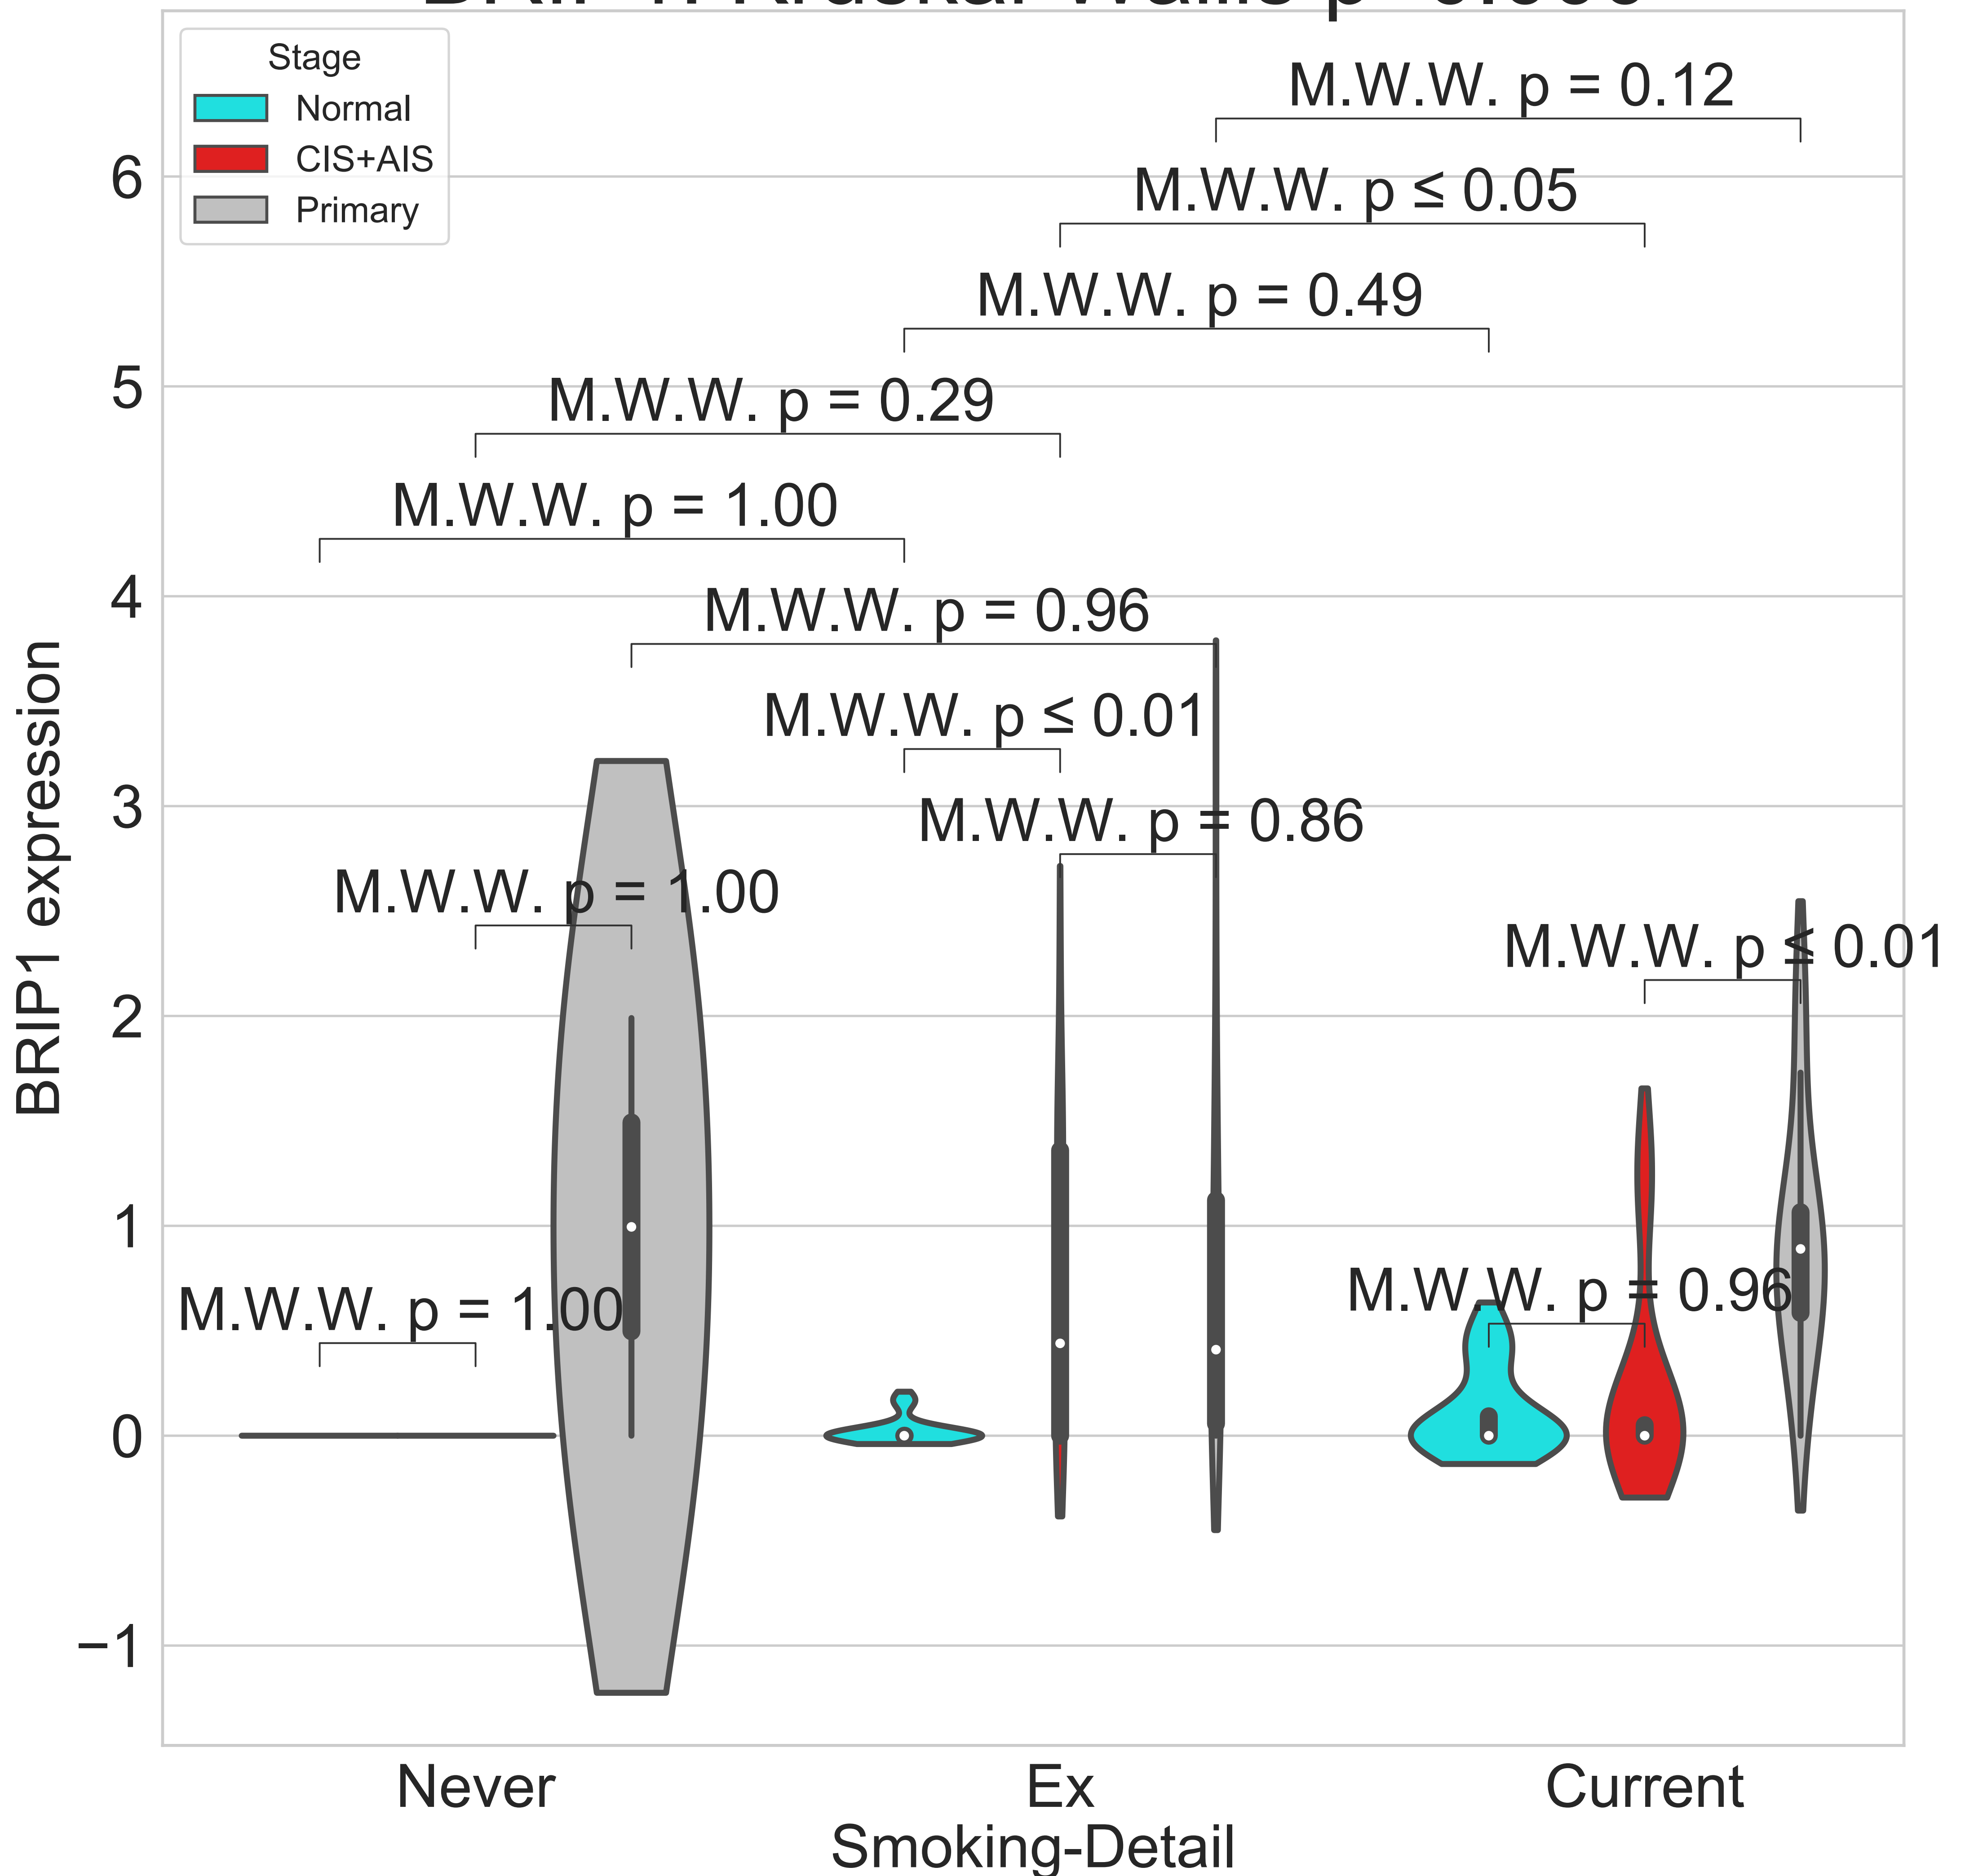 Stage
Normal
CIS+AIS
Primary
M.W.W. p = 0.12
M.W.W. p ≤ 0.05
M.W.W. p = 0.49
M.W.W. p = 0.29
M.W.W. p = 1.00
M.W.W. p = 0.96
M.W.W. p ≤ 0.01
M.W.W. p = 0.86
M.W.W. p = 1.00
M.W.W. p ≤ 0.01
M.W.W. p = 0.96
M.W.W. p = 1.00
6
5
4
3
2
1
0
−1
BRIP1 expression
Never
Ex
Current
Smoking-Detail